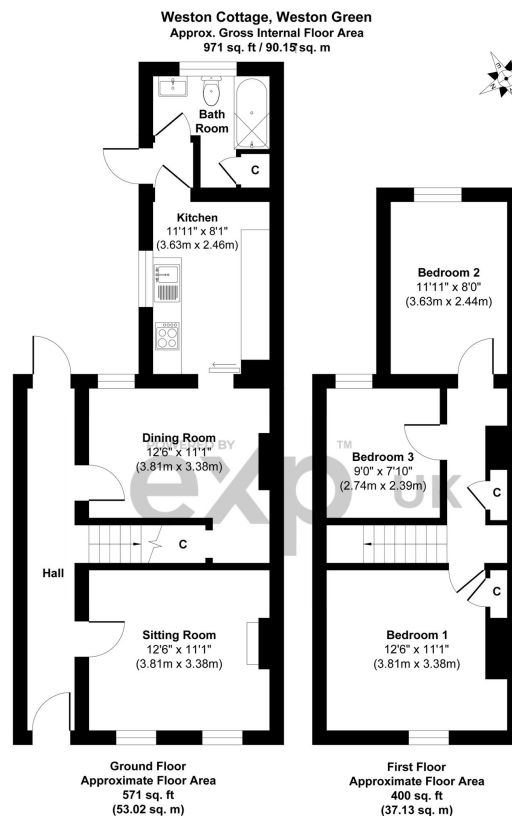 Weston Cottage, Weston Green
Approx. Gross Internal Floor Area
971 sq. ft / 90.15 sq. m
Bath
Room
C
Kitchen
11'11" x 8'1"
(3.63m x 2.46m)
Bedroom 2
11'11" x 8'0"
(3.63m x 2.44m)
Dining Room
12'6" x 11'1"
(3.81m x 3.38m)
Bedroom 3
9'0" x 7'10"
(2.74m x 2.39m)
POWERED BY
exp™ UK
C
C
Hall
C
Sitting Room
12'6" x 11'1"
(3.81m x 3.38m)
Bedroom 1
12'6" x 11'1"
(3.81m x 3.38m)
Ground Floor
Approximate Floor Area
571 sq. ft
(53.02 sq. m)
First Floor
Approximate Floor Area
400 sq. ft
(37.13 sq. m)